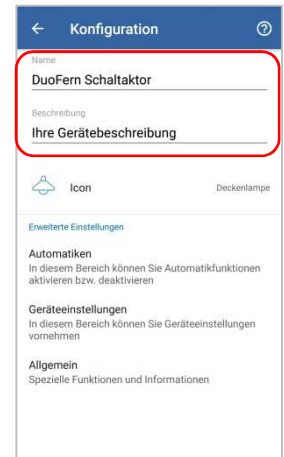 Konfiguration
Name
DuoFern Schaltaktor
Beschreibung
Ihre Gerätebeschreibung
Icon Deckenlampe
Erweiterte Einstellungen
Automatiken
In diesem Bereich können Sie Automatikfunktionen
aktivieren bzw. deaktivieren
Geräteeinstellungen
In diesem Bereich können Sie Geräteeinstellungen
vornehmen
Allgemein
Spezielle Funktionen und Informationen